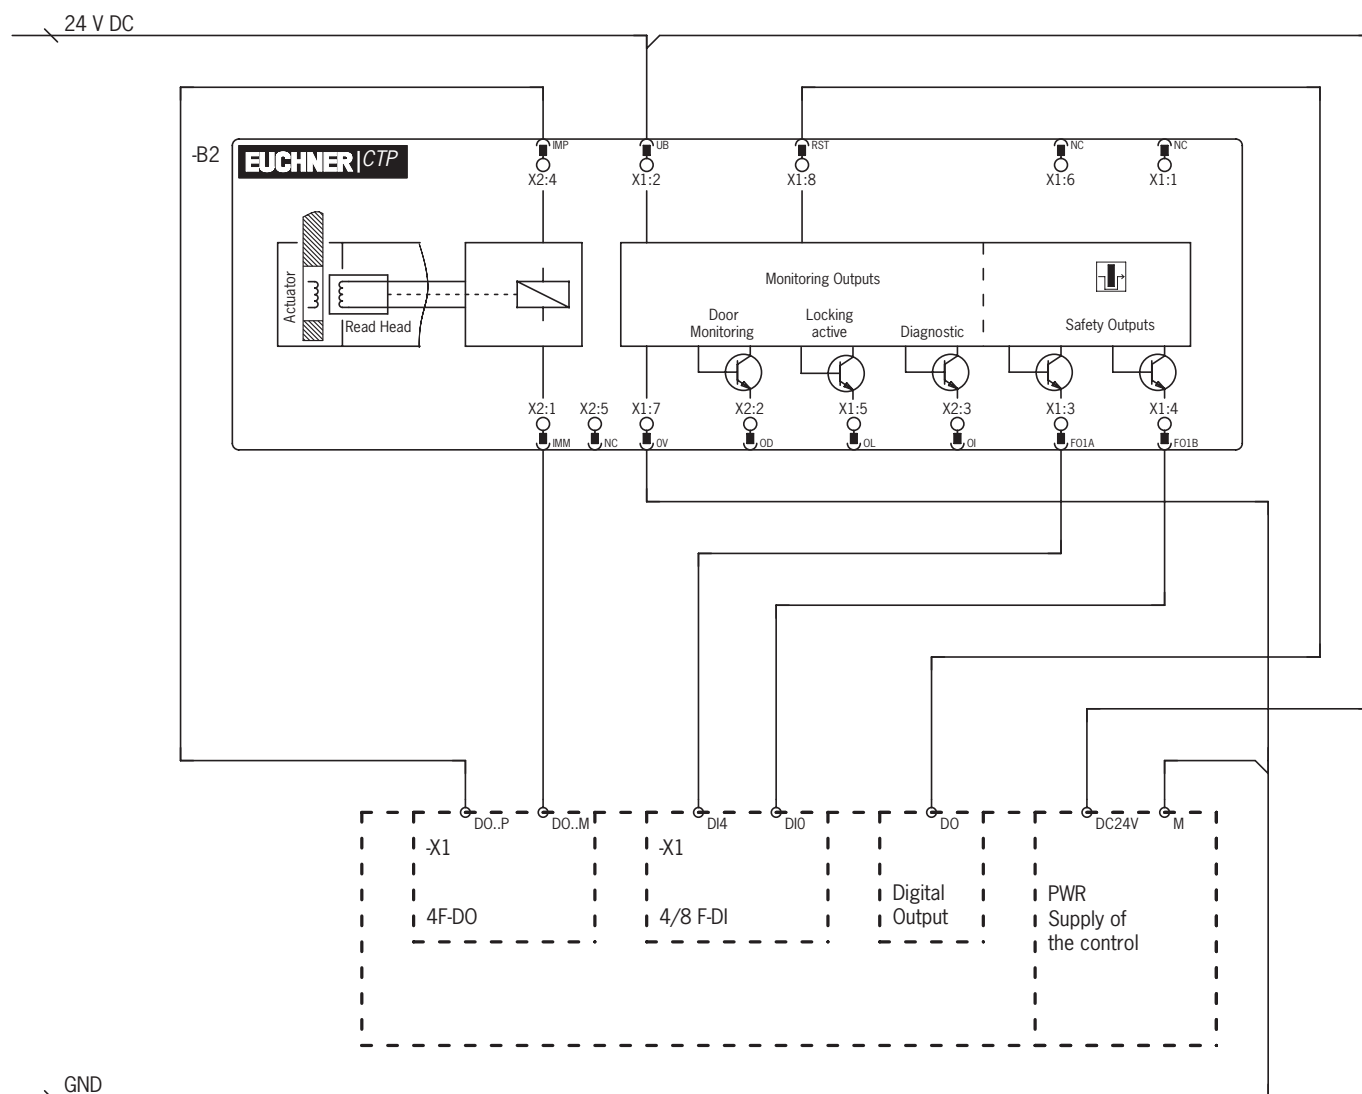 24 V DC
-B2
EUCHNER CTP
IMP
UB
RST
NC
NC
X2:4
X1:2
X1:8
X1:6
X1:1
Actuator
Read Head
Monitoring Outputs
Door
Monitoring
Locking
active
Diagnostic
Safety Outputs
X2:1
X2:5
X1:7
X2:2
X1:5
X2:3
X1:3
X1:4
IMM
NC
0V
OD
OL
OI
FO1A
FO1B
DO..P
DO..M
DI4
DI0
DO
DC24V
M
-X1
4F-DO
-X1
4/8 F-DI
Digital
Output
PWR
Supply of
the control
GND